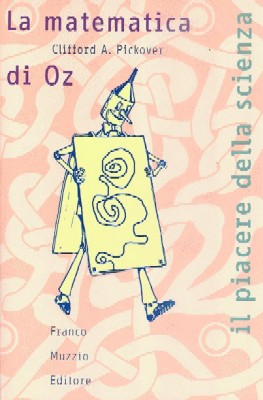 La matematica
Clifford A. Pickover
di Oz
il piacere della scienza
Franco
Muzzio
Editore